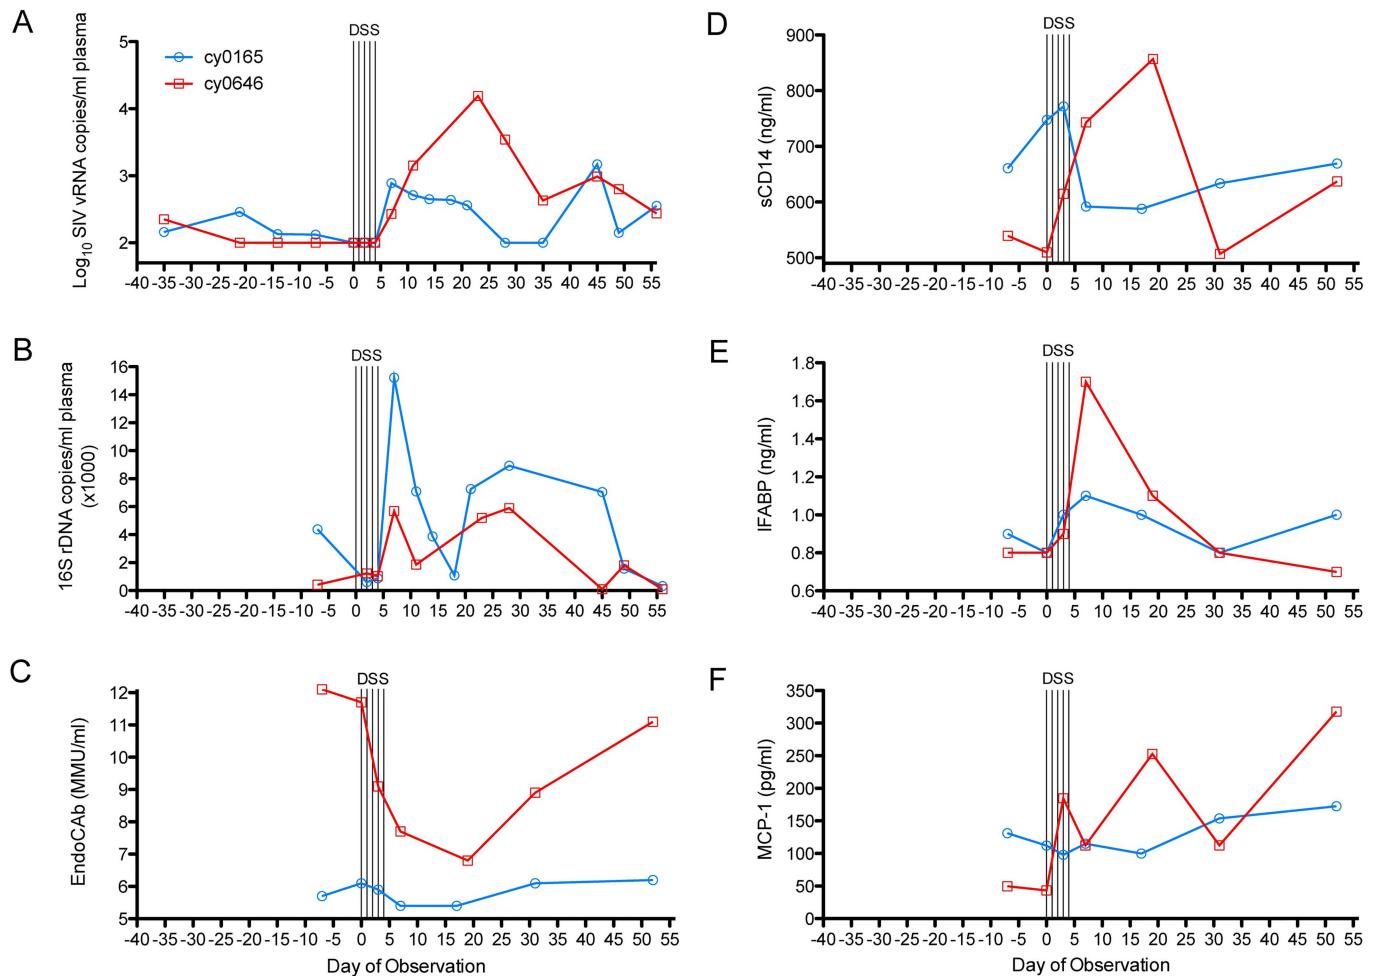 A
DSS
Log10 SIV vRNA copies/ml plasma
5
4
3
2
cy0165
cy0646
-40 -35 -30 -25 -20 -15 -10 -5 0 5 10 15 20 25 30 35 40 45 50 55
B
DSS
16S rDNA copies/ml plasma
(x1000)
16
14
12
10
8
6
4
2
0
-40 -35 -30 -25 -20 -15 -10 -5 0 5 10 15 20 25 30 35 40 45 50 55
C
DSS
EndoCAb (MMU/ml)
12
11
10
9
8
7
6
5
-40 -35 -30 -25 -20 -15 -10 -5 0 5 10 15 20 25 30 35 40 45 50 55
Day of Observation
D
DSS
sCD14 (ng/ml)
900
800
700
600
500
-40 -35 -30 -25 -20 -15 -10 -5 0 5 10 15 20 25 30 35 40 45 50 55
E
DSS
IFABP (ng/ml)
1.8
1.6
1.4
1.2
1.0
0.8
0.6
-40 -35 -30 -25 -20 -15 -10 -5 0 5 10 15 20 25 30 35 40 45 50 55
F
DSS
MCP-1 (pg/ml)
350
300
250
200
150
100
50
0
-40 -35 -30 -25 -20 -15 -10 -5 0 5 10 15 20 25 30 35 40 45 50 55
Day of Observation